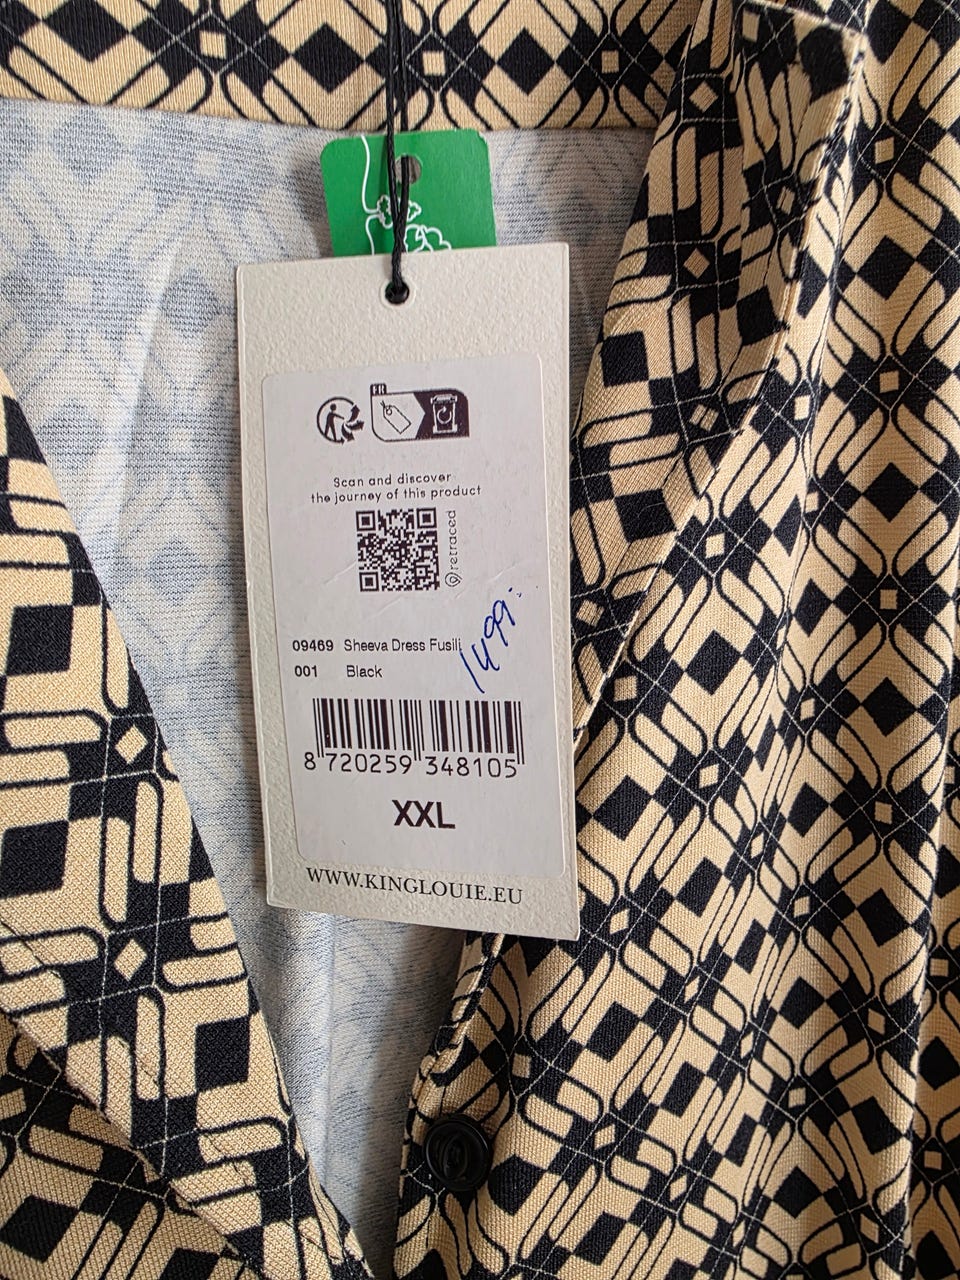 FR
Scan and discover
the journey of this product
retraced
1499:
09469 Sheeva Dress Fusili
001 Black
8 720259 348105
XXL
WWW.KINGLOUIE.EU